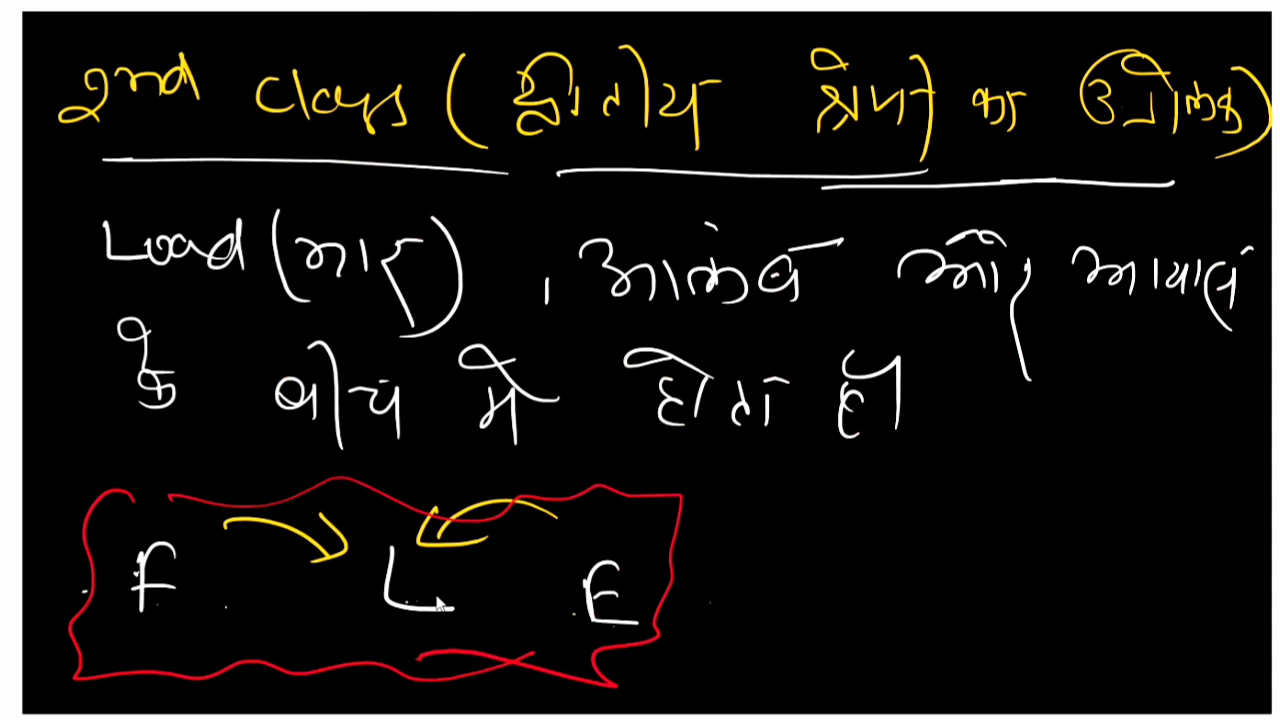 2nd class (द्वितीय श्रेणी का उत्तोलक)
Load (भार), आलंब और आयास
के बीच में होता है
F L E